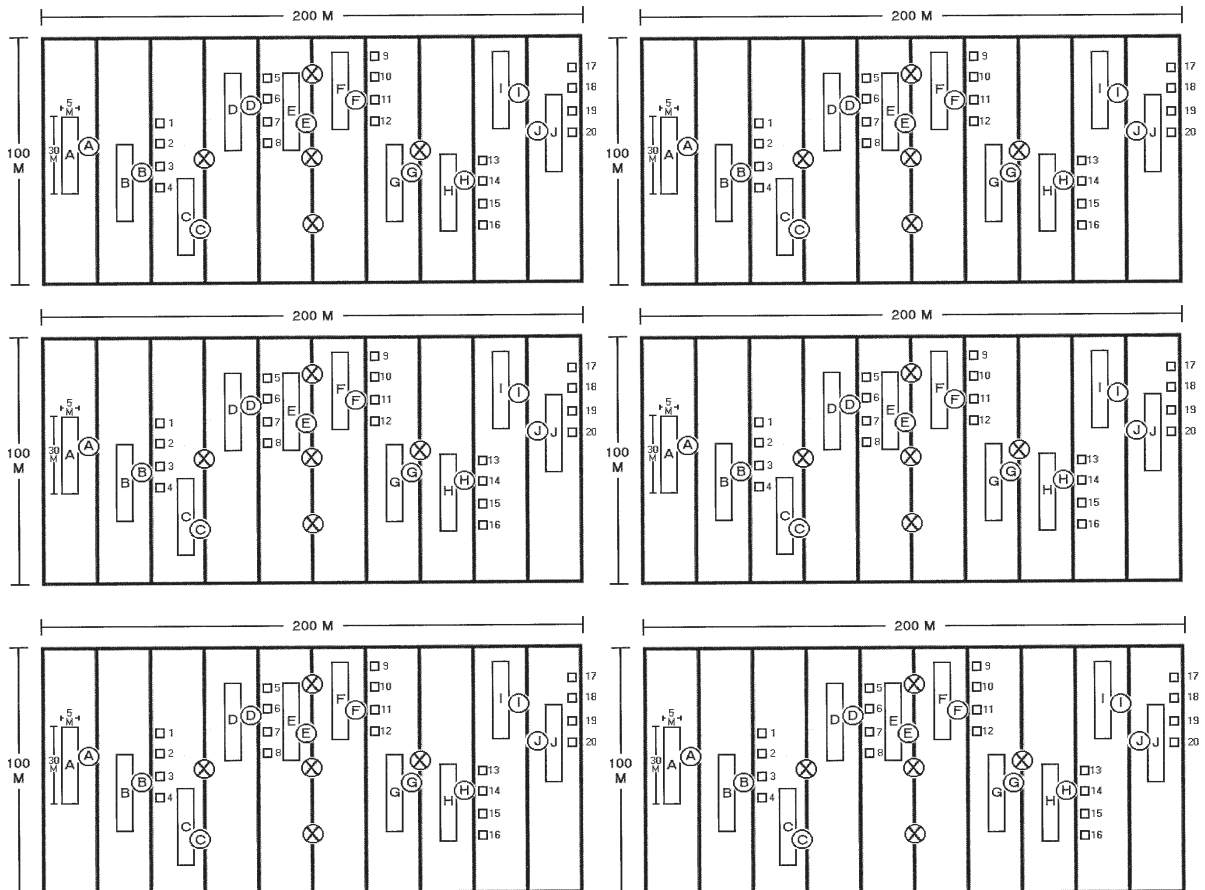 200 M
9
17
X
5 10
F I I 18
D D 6 F 11
5 M
E 19
1 7 E 12 J J 20
100 M
30 M
A A 2 8
X X X
3 13
B B G G H H 14
4
C 15
C X 16
200 M
9
17
X
5 10
F I I 18
D D 6 F 11
5 M
E 19
1 7 E 12 J J 20
100 M
30 M
A A 2 8
X X X
3 13
B B G G H H 14
4
C 15
C X 16
200 M
9
17
X
5 10
F I I 18
D D 6 F 11
5 M
E 19
1 7 E 12 J J 20
100 M
30 M
A A 2 8
X X X
3 13
B B G G H H 14
4
C 15
C X 16
200 M
9
17
X
5 10
F I I 18
D D 6 F 11
5 M
E 19
1 7 E 12 J J 20
100 M
30 M
A A 2 8
X X X
3 13
B B G G H H 14
4
C 15
C X 16
200 M
9
17
X
5 10
F I I 18
D D 6 F 11
5 M
E 19
1 7 E 12 J J 20
100 M
30 M
A A 2 8
X X X
3 13
B B G G H H 14
4
C 15
C X 16
200 M
9
17
X
5 10
F I I 18
D D 6 F 11
5 M
E 19
1 7 E 12 J J 20
100 M
30 M
A A 2 8
X X X
3 13
B B G G H H 14
4
C 15
C X 16